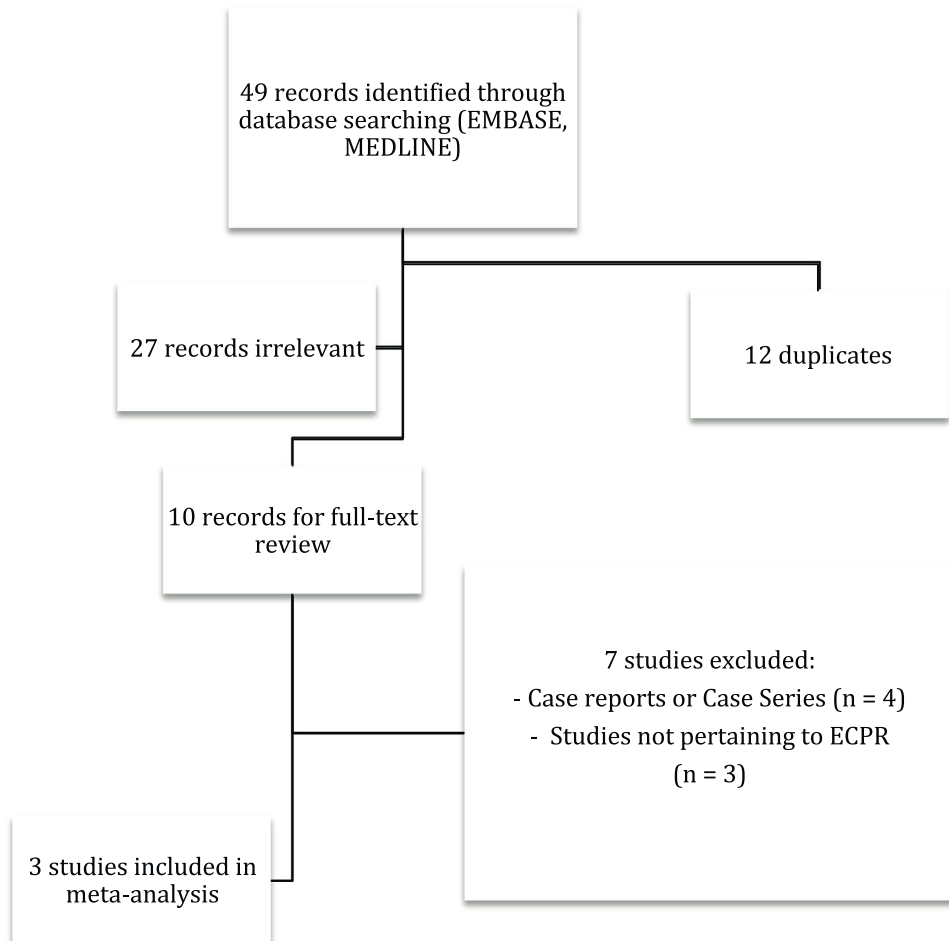 49 records identified through
database searching (EMBASE,
MEDLINE)
27 records irrelevant
12 duplicates
10 records for full-text
review
7 studies excluded:
- Case reports or Case Series (n = 4)
- Studies not pertaining to ECPR
(n = 3)
3 studies included in
meta-analysis